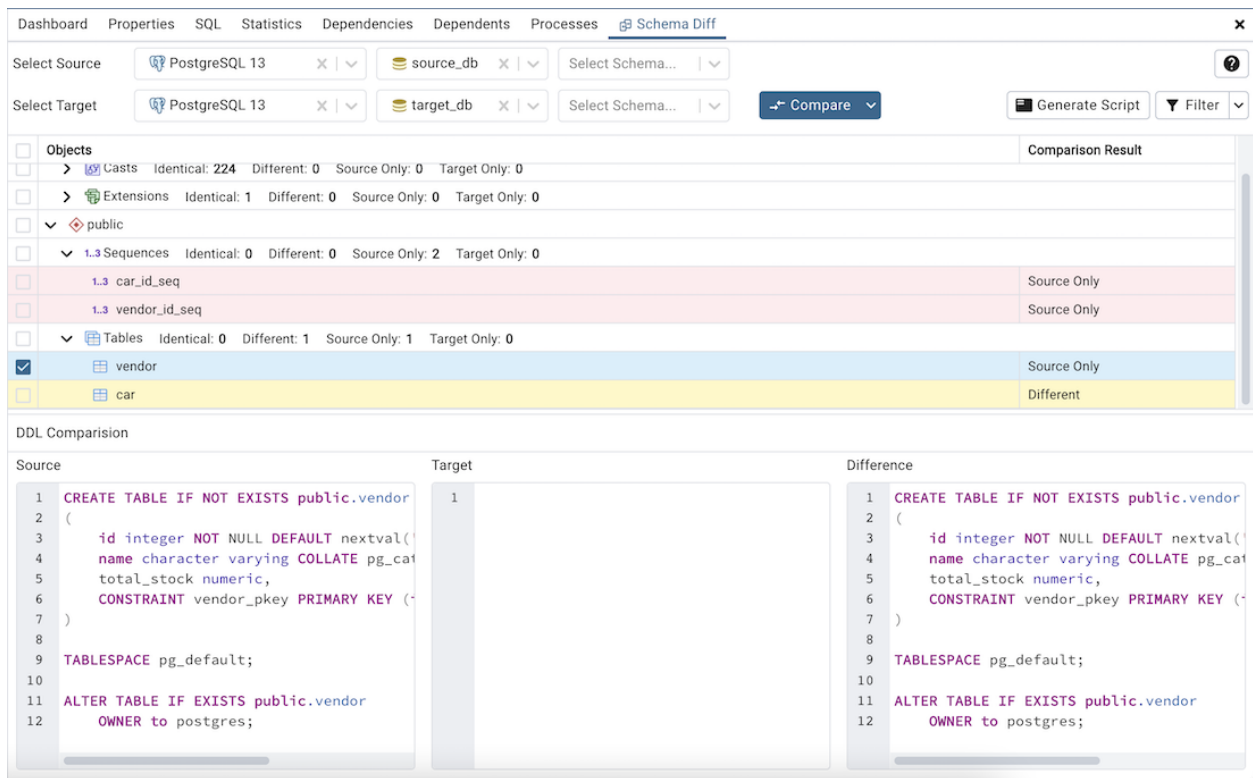 Dashboard Properties SQL Statistics Dependencies Dependents Processes Schema Diff
Select Source PostgreSQL 13 source_db Select Schema...
Select Target PostgreSQL 13 target_db Select Schema... Compare Generate Script Filter
Objects Comparison Result
Casts Identical: 224 Different: 0 Source Only: 0 Target Only: 0
Extensions Identical: 1 Different: 0 Source Only: 0 Target Only: 0
public
1..3 Sequences Identical: 0 Different: 0 Source Only: 2 Target Only: 0
1..3 car_id_seq Source Only
1..3 vendor_id_seq Source Only
Tables Identical: 0 Different: 1 Source Only: 1 Target Only: 0
vendor Source Only
car Different
DDL Comparision
Source
1 CREATE TABLE IF NOT EXISTS public.vendor
2 (
3 id integer NOT NULL DEFAULT nextval('
4 name character varying COLLATE pg_cat
5 total_stock numeric,
6 CONSTRAINT vendor_pkey PRIMARY KEY (
7 )
8
9 TABLESPACE pg_default;
10
11 ALTER TABLE IF EXISTS public.vendor
12 OWNER to postgres;
Target
1
Difference
1 CREATE TABLE IF NOT EXISTS public.vendor
2 (
3 id integer NOT NULL DEFAULT nextval('
4 name character varying COLLATE pg_cat
5 total_stock numeric,
6 CONSTRAINT vendor_pkey PRIMARY KEY (
7 )
8
9 TABLESPACE pg_default;
10
11 ALTER TABLE IF EXISTS public.vendor
12 OWNER to postgres;